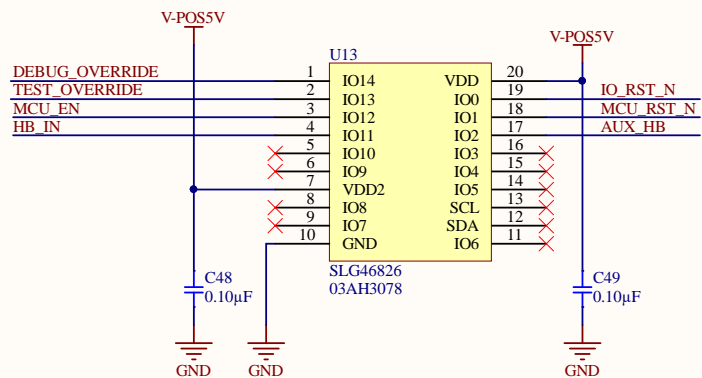 V-POS5V
V-POS5V
U13
DEBUG_OVERRIDE 1 IO14 VDD 20
TEST_OVERRIDE 2 IO13 IO0 19 IO_RST_N
MCU_EN 3 IO12 IO1 18 MCU_RST_N
HB_IN 4 IO11 IO2 17 AUX_HB
5 IO10 IO3 16
6 IO9 IO4 15
7 VDD2 IO5 14
8 IO8 SCL 13
9 IO7 SDA 12
10 GND IO6 11
SLG46826
03AH3078
C48
0.10µF
C49
0.10µF
GND
GND
GND